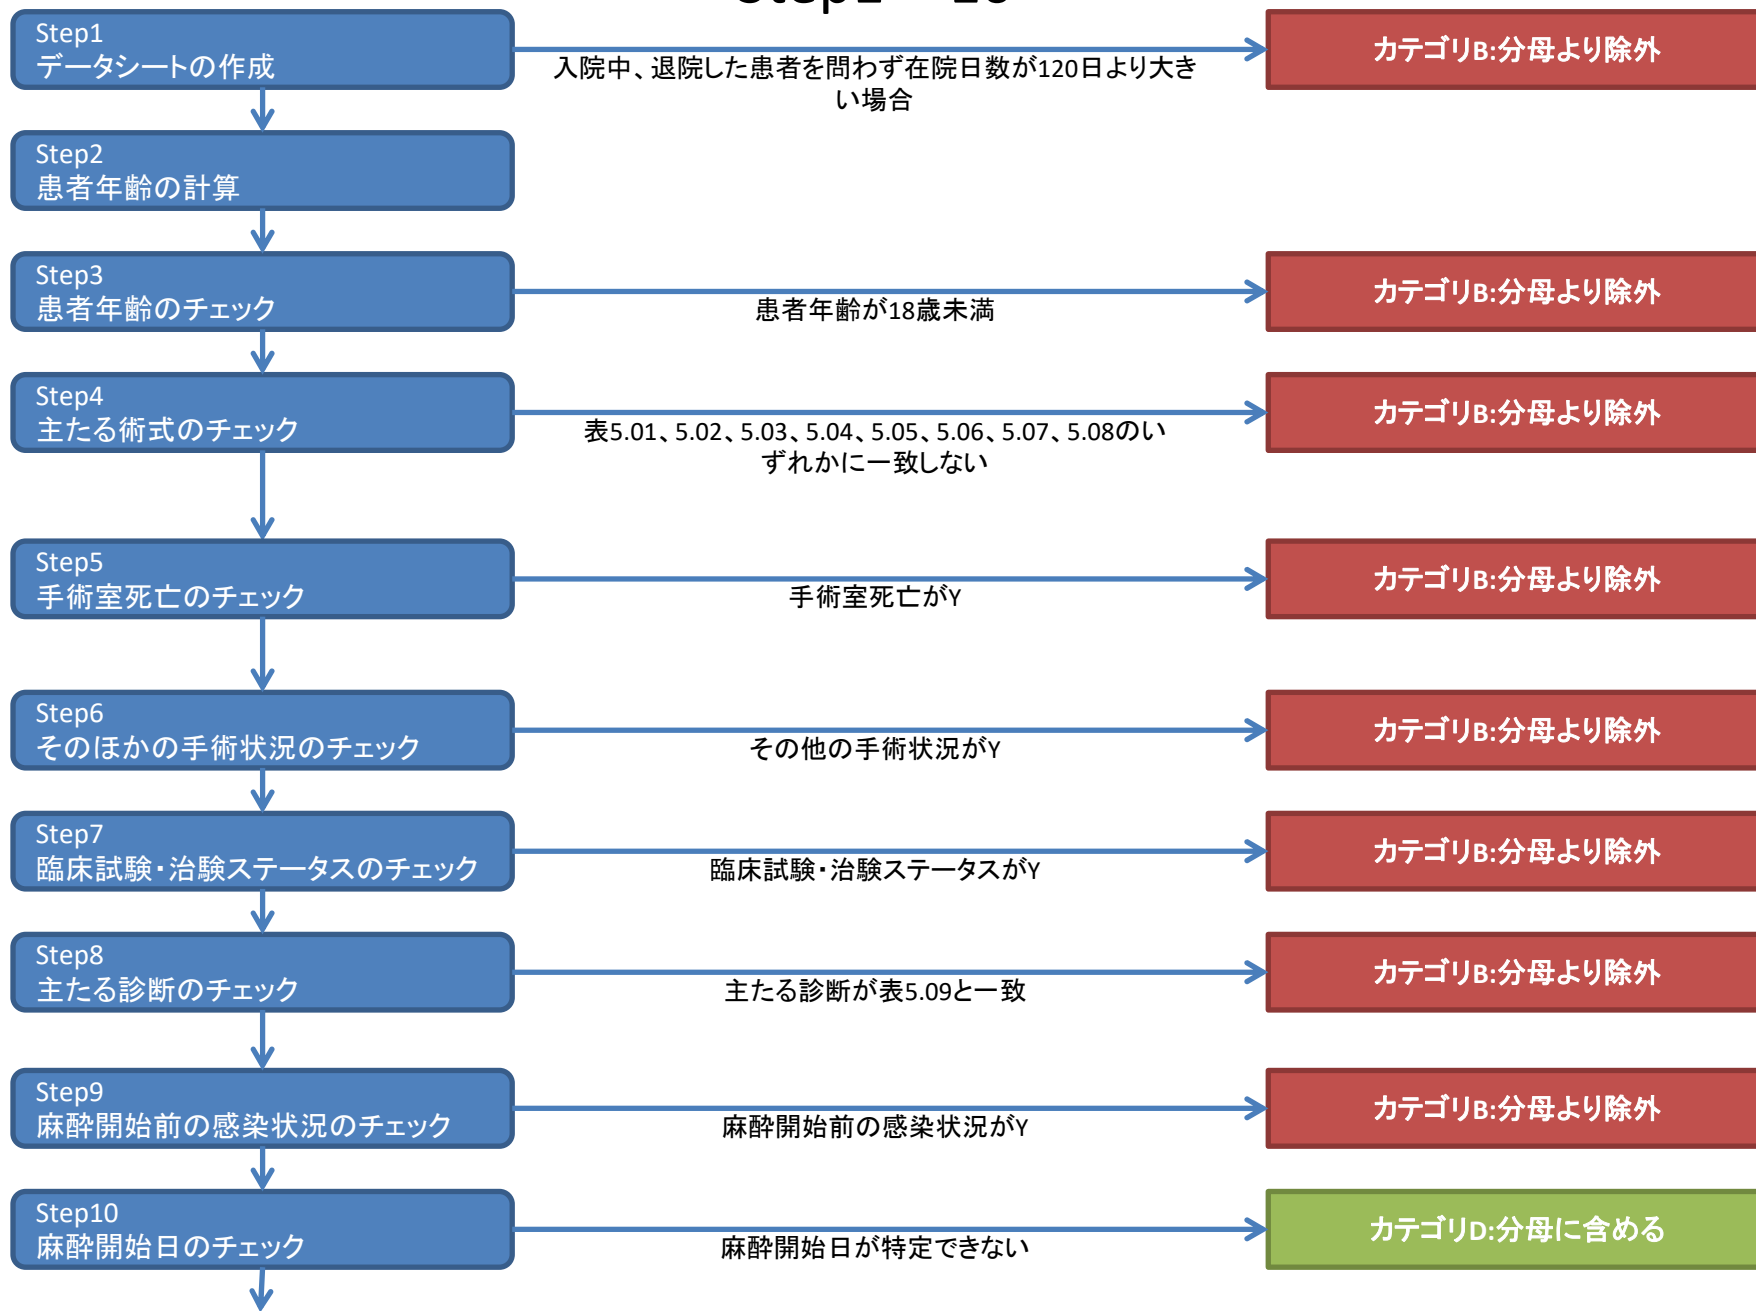 Step1
データシートの作成
入院中、退院した患者を問わず在院日数が120日より大き
い場合
カテゴリB:分母より除外
Step2
患者年齢の計算
Step3
患者年齢のチェック
患者年齢が18歳未満
カテゴリB:分母より除外
Step4
主たる術式のチェック
表5.01、5.02、5.03、5.04、5.05、5.06、5.07、5.08のい
ずれかに一致しない
カテゴリB:分母より除外
Step5
手術室死亡のチェック
手術室死亡がY
カテゴリB:分母より除外
Step6
そのほかの手術状況のチェック
その他の手術状況がY
カテゴリB:分母より除外
Step7
臨床試験・治験ステータスのチェック
臨床試験・治験ステータスがY
カテゴリB:分母より除外
Step8
主たる診断のチェック
主たる診断が表5.09と一致
カテゴリB:分母より除外
Step9
麻酔開始前の感染状況のチェック
麻酔開始前の感染状況がY
カテゴリB:分母より除外
Step10
麻酔開始日のチェック
麻酔開始日が特定できない
カテゴリD:分母に含める